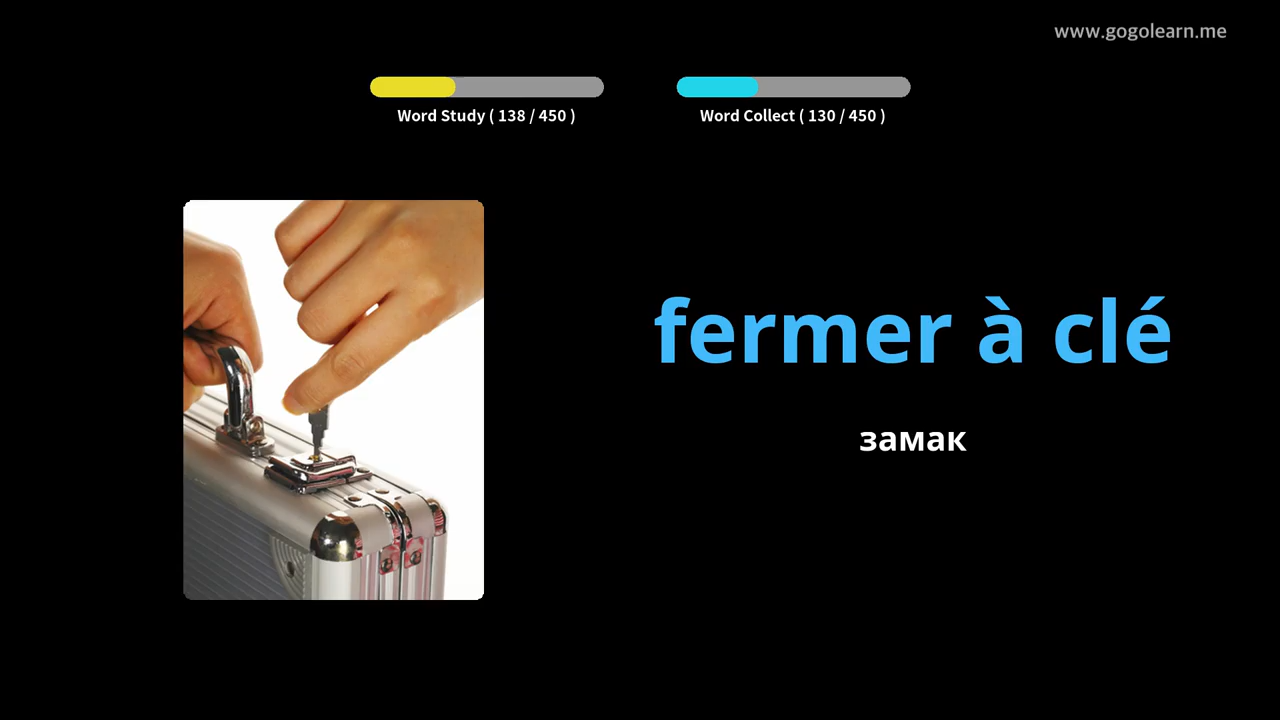 www.gogolearn.me
Word Study ( 138 / 450 )
Word Collect ( 130 / 450 )
fermer à clé
замак